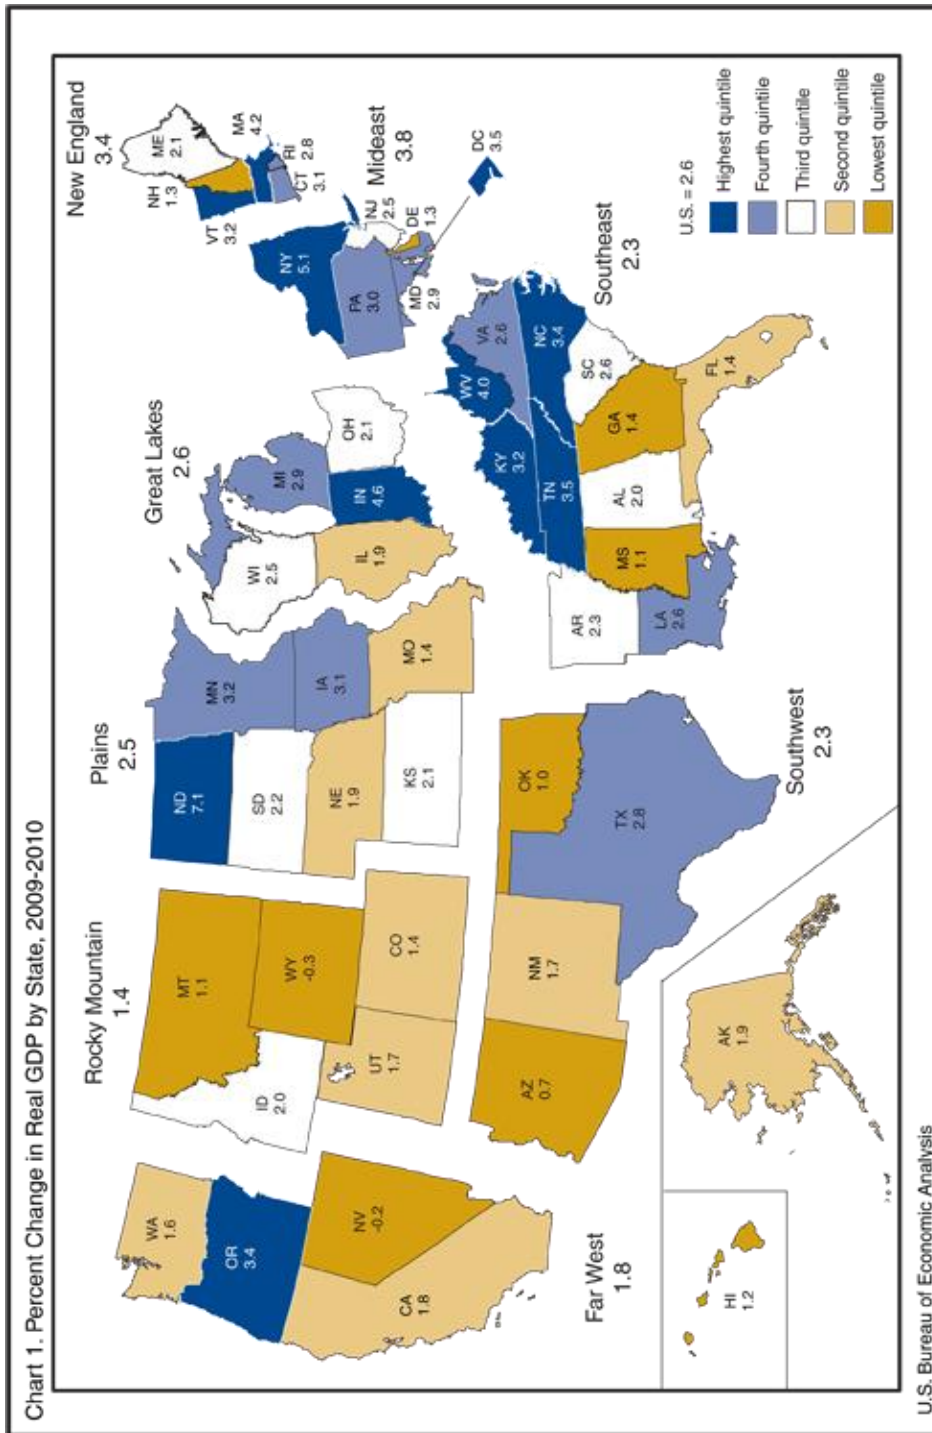 Chart 1. Percent Change in Real GDP by State, 2009-2010
WA
1.6
OR
3.4
NV
-0.2
CA
1.8
Far West
1.8
HI
1.2
AK
1.9
Rocky Mountain
1.4
MT
1.1
ID
2.0
WY
-0.3
UT
1.7
CO
1.4
AZ
0.7
NM
1.7
OK
1.0
TX
2.8
Southwest
2.3
Plains
2.5
ND
7.1
SD
2.2
NE
1.9
KS
2.1
MN
3.2
IA
3.1
MO
1.4
Great Lakes
2.6
WI
2.5
MI
2.9
IL
1.9
IN
4.6
OH
2.1
New England
3.4
ME
2.1
NH
1.3
VT
3.2
MA
4.2
RI
2.8
CT
3.1
Mideast
3.8
NY
5.1
PA
3.0
NJ
2.5
DE
1.3
MD
2.9
DC
3.5
Southeast
2.3
WV
4.0
VA
2.6
KY
3.2
NC
3.4
TN
3.5
SC
2.6
AR
2.3
MS
1.1
AL
2.0
GA
1.4
LA
2.6
FL
1.4
U.S. = 2.6
Highest quintile
Fourth quintile
Third quintile
Second quintile
Lowest quintile
U.S. Bureau of Economic Analysis